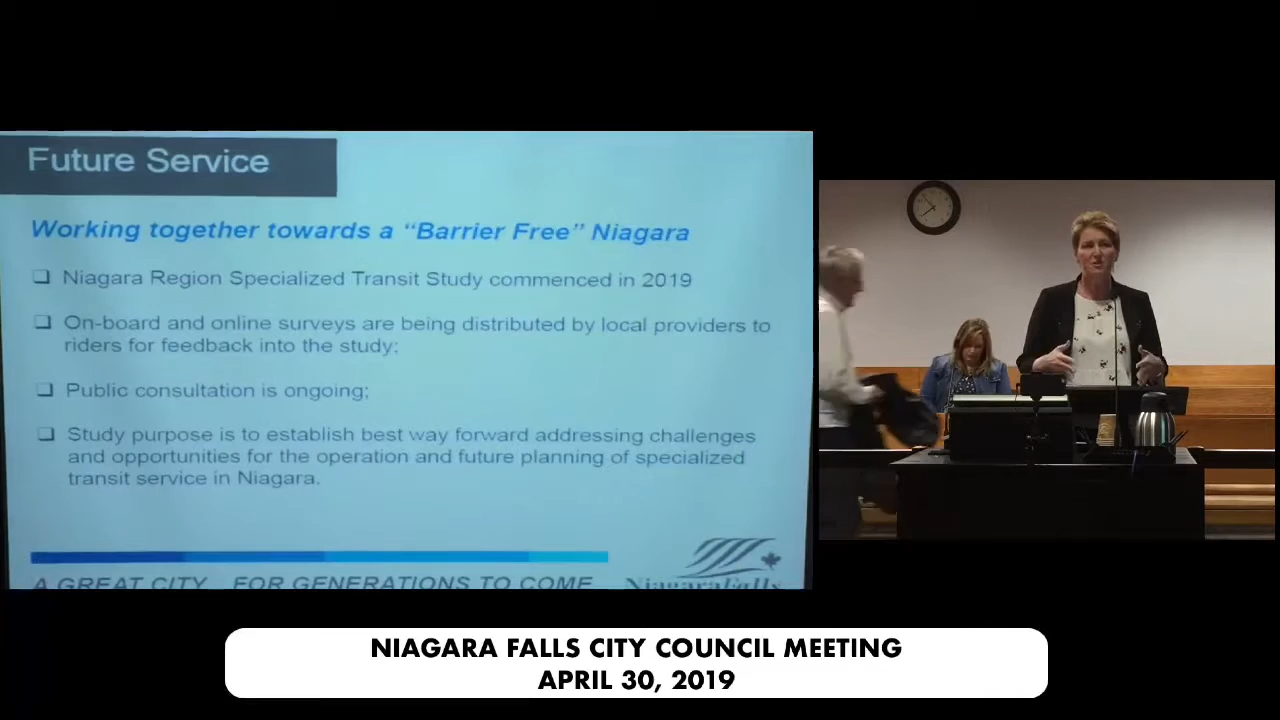 Future Service
Working together towards a “Barrier Free” Niagara
❑ Niagara Region Specialized Transit Study commenced in 2019
❑ On-board and online surveys are being distributed by local providers to
riders for feedback into the study;
❑ Public consultation is ongoing;
❑ Study purpose is to establish best way forward addressing challenges
and opportunities for the operation and future planning of specialized
transit service in Niagara.
A GREAT CITY... FOR GENERATIONS TO COME
NiagaraFalls
NIAGARA FALLS CITY COUNCIL MEETING
APRIL 30, 2019